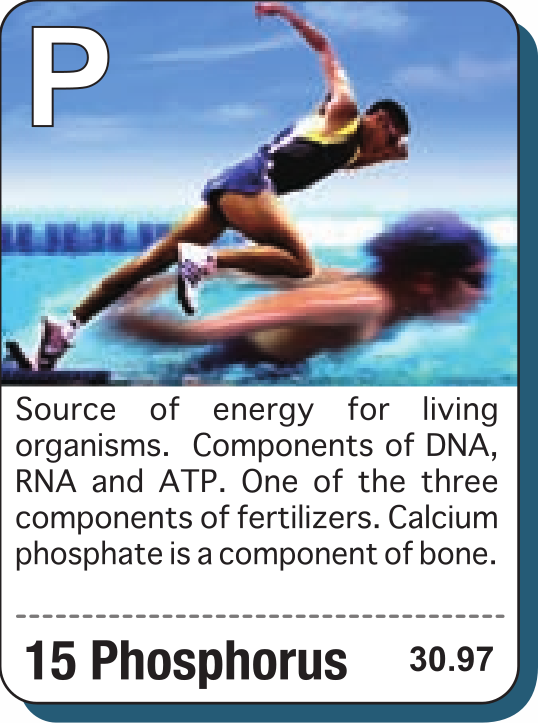 P
Source of energy for living
organisms. Components of DNA,
RNA and ATP. One of the three
components of fertilizers. Calcium
phosphate is a component of bone.
15 Phosphorus 30.97